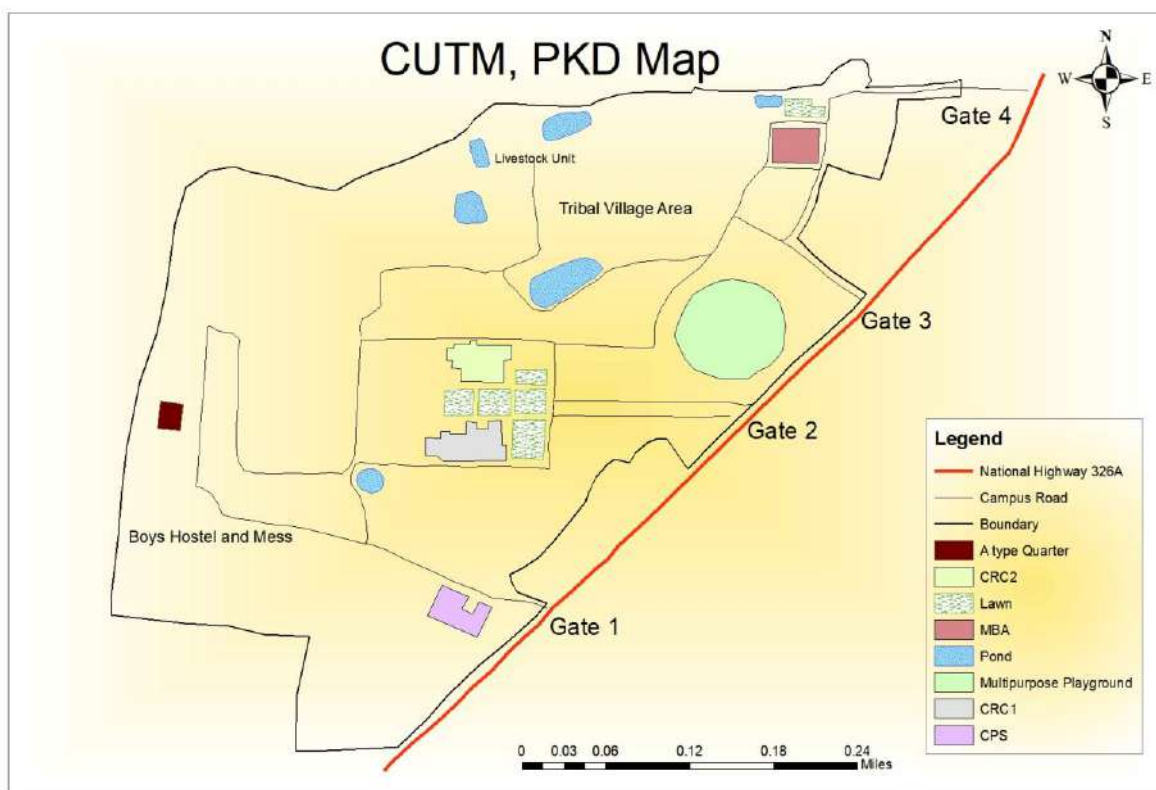 CUTM, PKD Map
N
W E
S
Gate 4
Livestock Unit
Tribal Village Area
Gate 3
Gate 2
Boys Hostel and Mess
Gate 1
Legend
National Highway 326A
Campus Road
Boundary
A type Quarter
CRC2
Lawn
MBA
Pond
Multipurpose Playground
CRC1
CPS
0 0.03 0.06 0.12 0.18 0.24
Miles